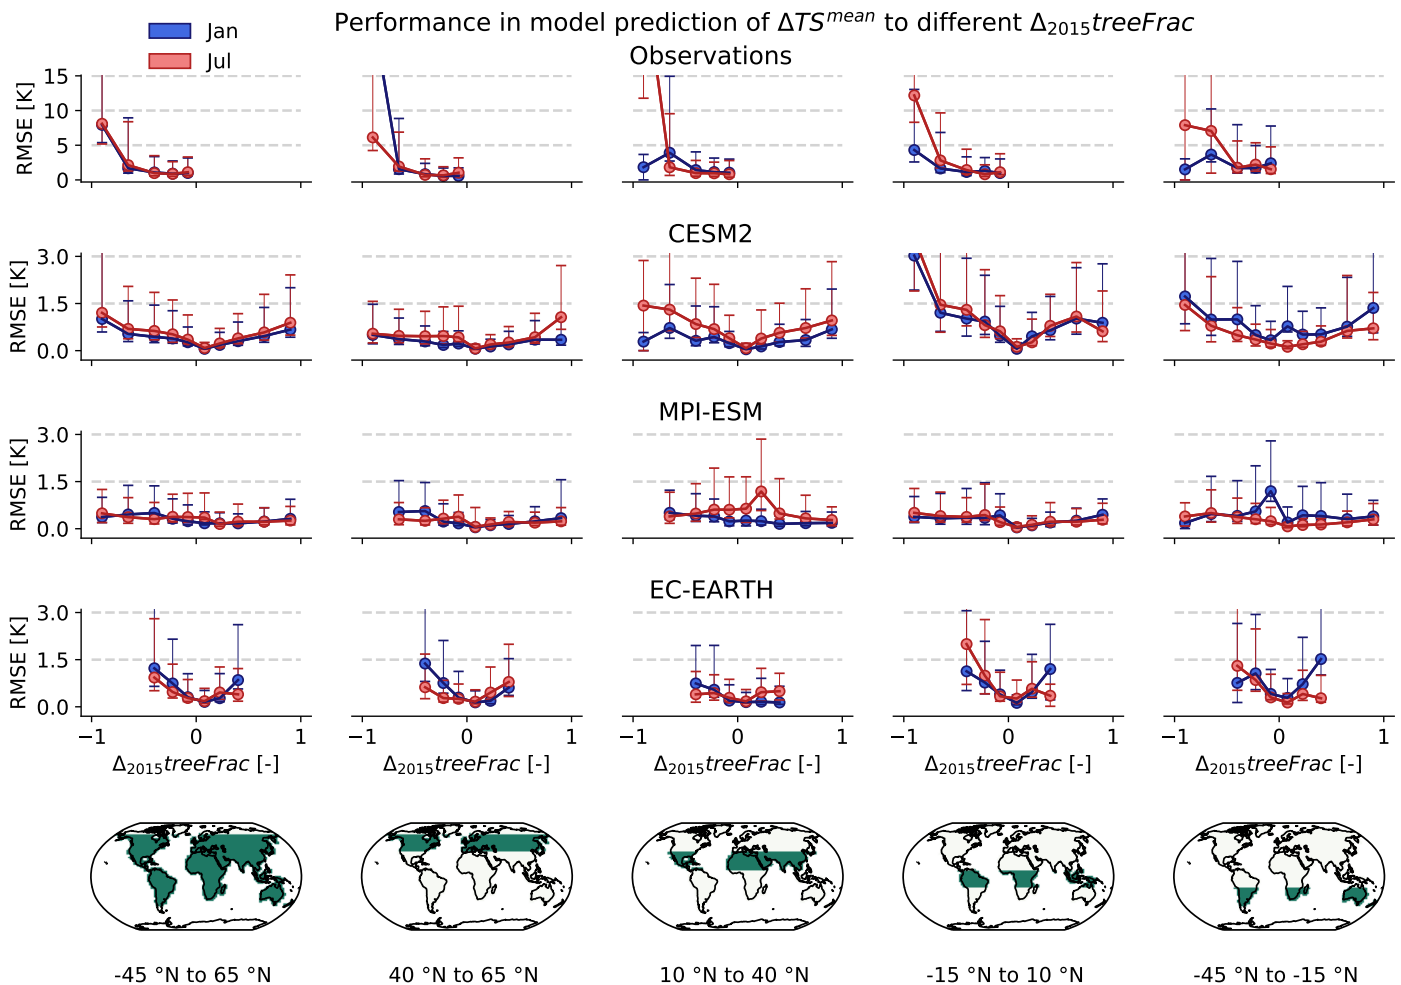 Performance in model prediction of ΔTS^mean to different Δ₂₀₁₅treeFrac
Jan
Jul
Observations
RMSE [K]
15
10
5
0
−1 0 1
−1 0 1
−1 0 1
−1 0 1
−1 0 1
CESM2
RMSE [K]
3.0
1.5
0.0
MPI-ESM
RMSE [K]
3.0
1.5
0.0
EC-EARTH
RMSE [K]
3.0
1.5
0.0
Δ₂₀₁₅treeFrac [-]
Δ₂₀₁₅treeFrac [-]
Δ₂₀₁₅treeFrac [-]
Δ₂₀₁₅treeFrac [-]
Δ₂₀₁₅treeFrac [-]
-45 °N to 65 °N
40 °N to 65 °N
10 °N to 40 °N
-15 °N to 10 °N
-45 °N to -15 °N